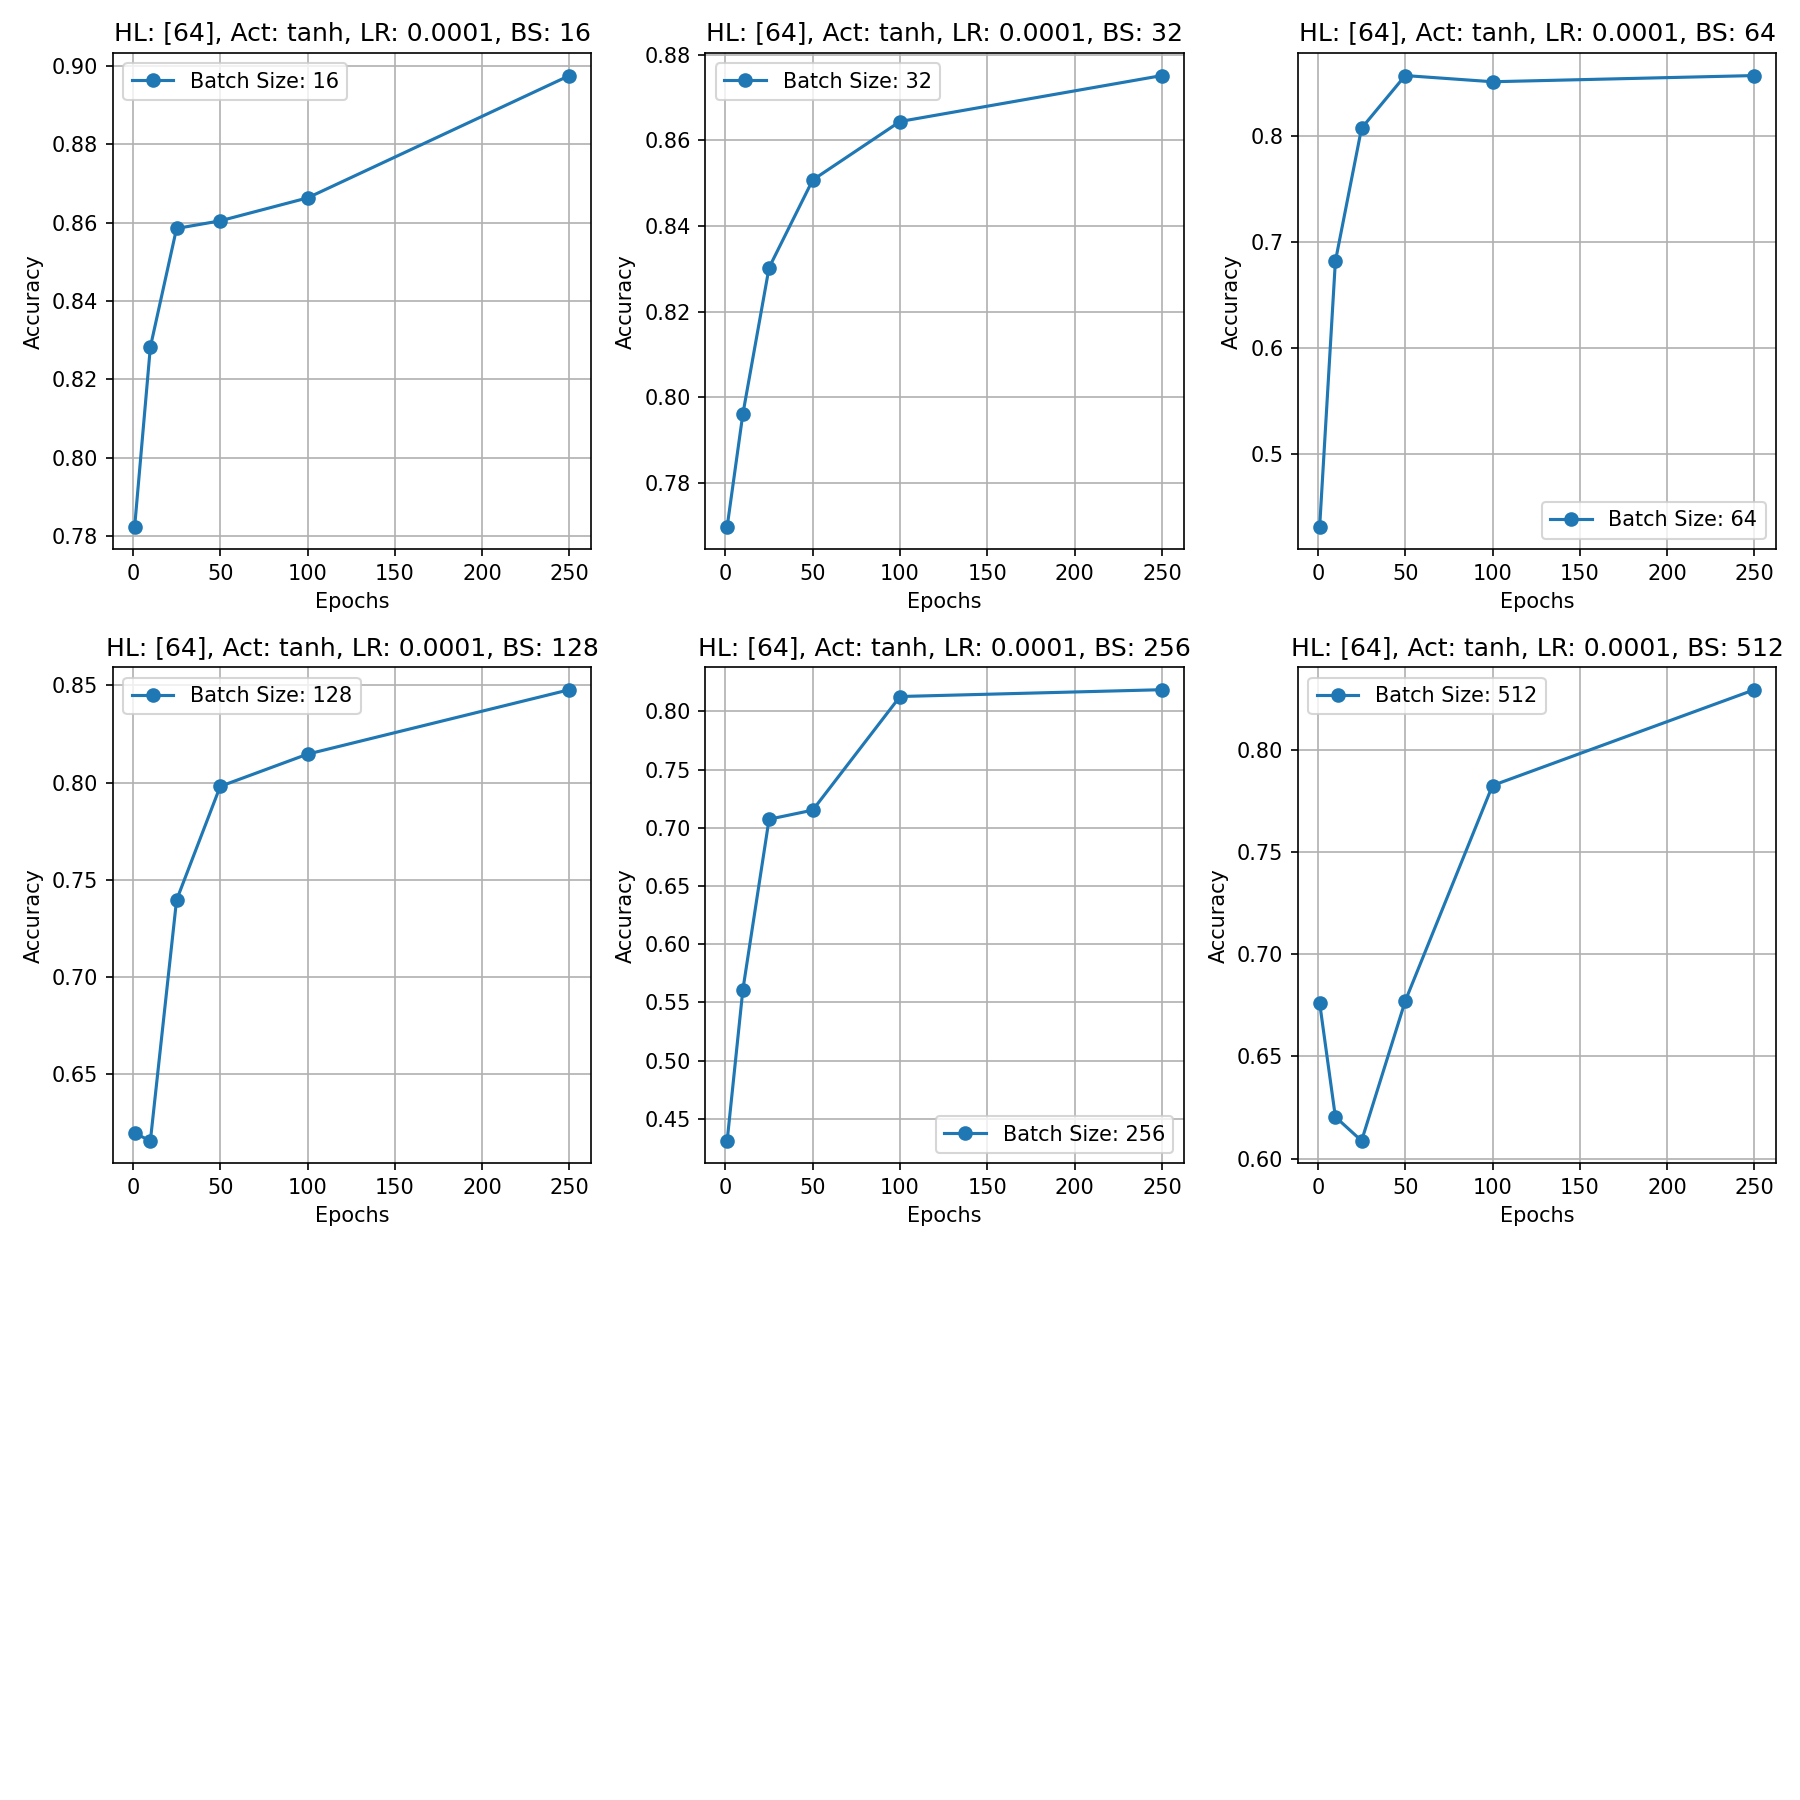 HL: [64], Act: tanh, LR: 0.0001, BS: 16
0.90
0.88
0.86
0.84
0.82
0.80
0.78
Accuracy
Batch Size: 16
0 50 100 150 200 250
Epochs
HL: [64], Act: tanh, LR: 0.0001, BS: 32
0.88
0.86
0.84
0.82
0.80
0.78
Accuracy
Batch Size: 32
0 50 100 150 200 250
Epochs
HL: [64], Act: tanh, LR: 0.0001, BS: 64
0.8
0.7
0.6
0.5
Accuracy
Batch Size: 64
0 50 100 150 200 250
Epochs
HL: [64], Act: tanh, LR: 0.0001, BS: 128
0.85
0.80
0.75
0.70
0.65
Accuracy
Batch Size: 128
0 50 100 150 200 250
Epochs
HL: [64], Act: tanh, LR: 0.0001, BS: 256
0.80
0.75
0.70
0.65
0.60
0.55
0.50
0.45
Accuracy
Batch Size: 256
0 50 100 150 200 250
Epochs
HL: [64], Act: tanh, LR: 0.0001, BS: 512
0.80
0.75
0.70
0.65
0.60
Accuracy
Batch Size: 512
0 50 100 150 200 250
Epochs